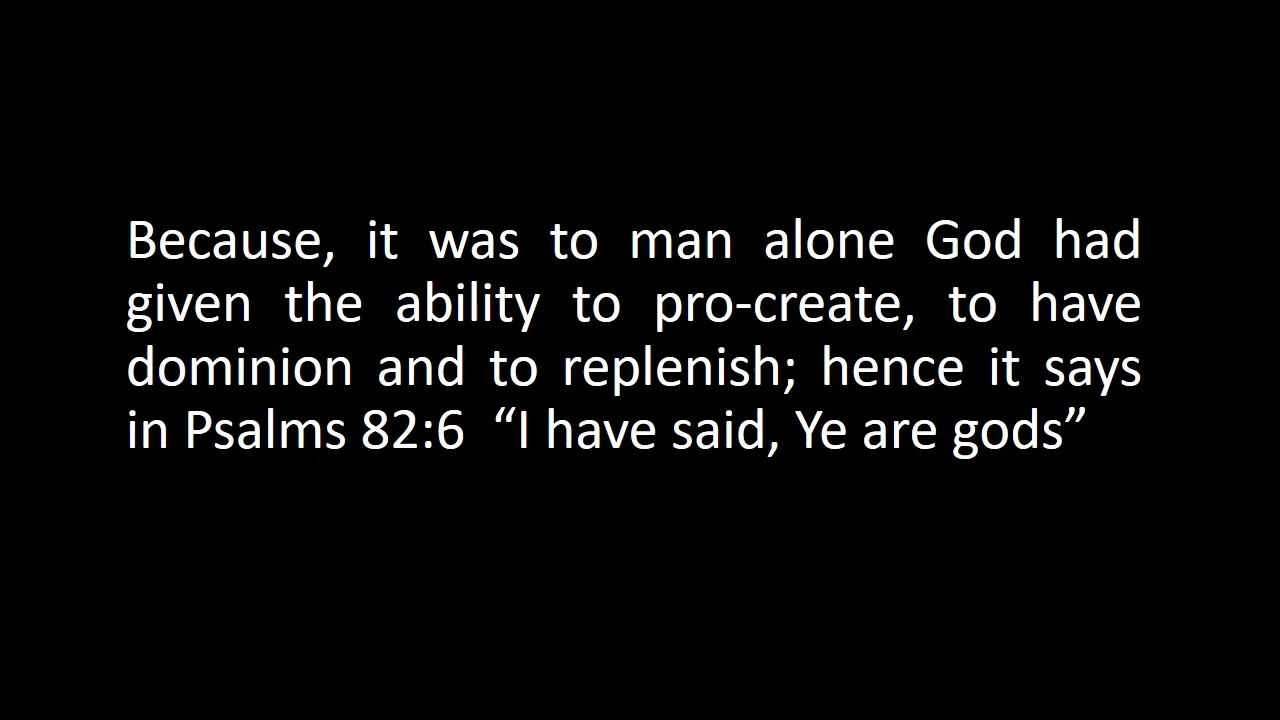 Because, it was to man alone God had
given the ability to pro-create, to have
dominion and to replenish; hence it says
in Psalms 82:6  “I have said, Ye are gods”